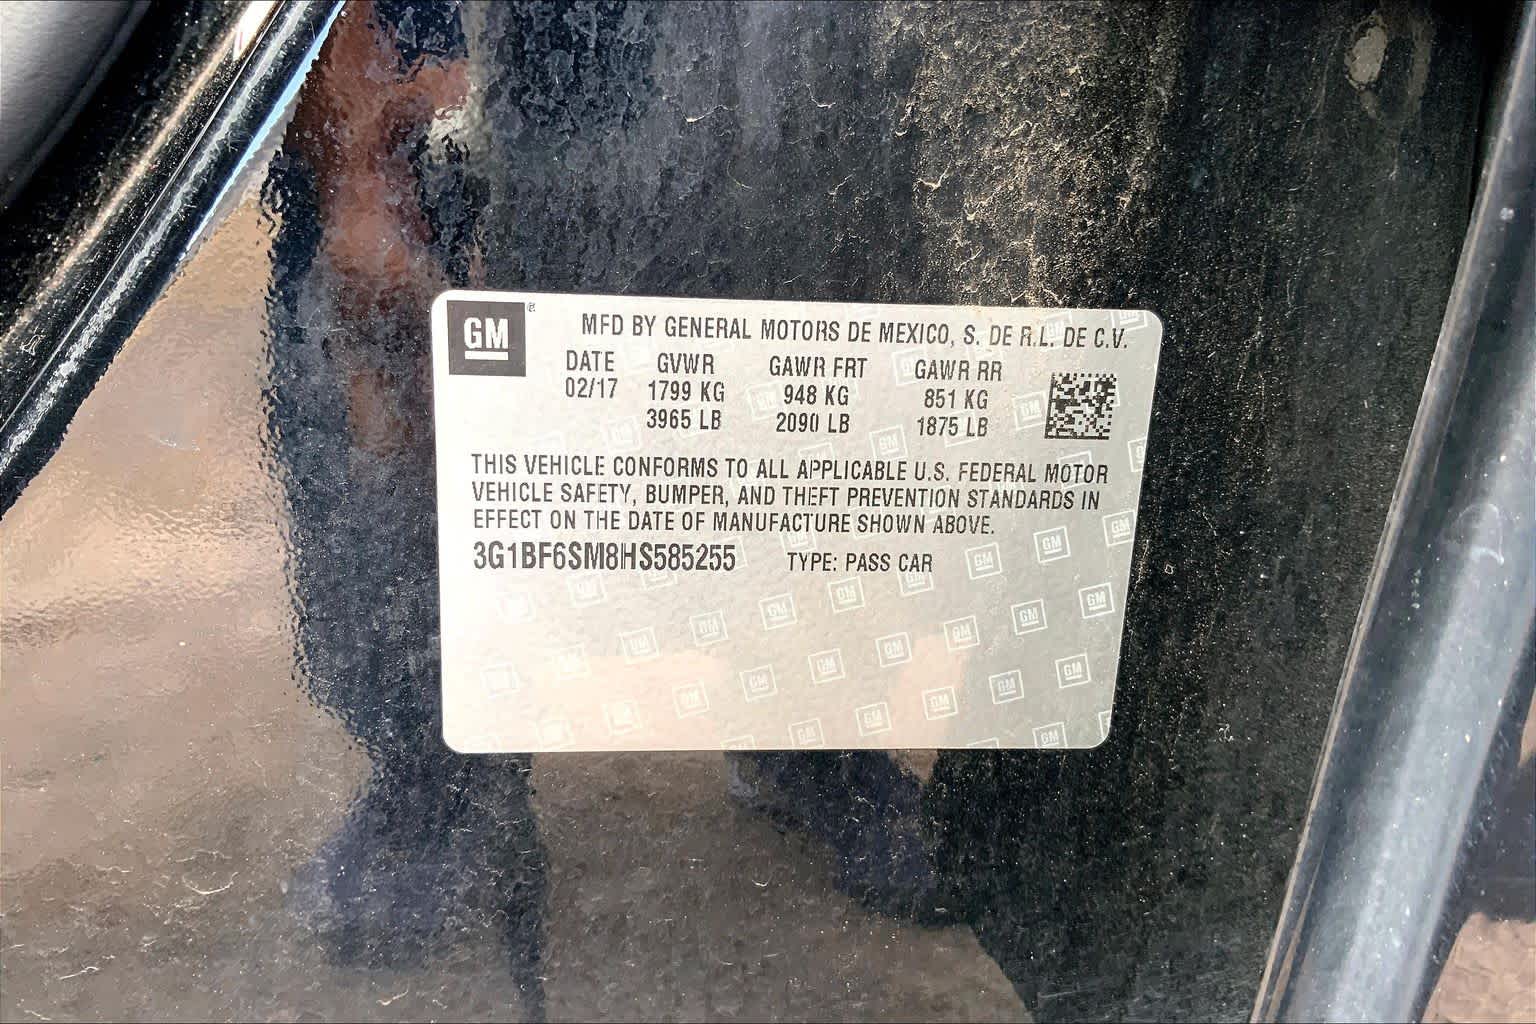 GM
MFD BY GENERAL MOTORS DE MEXICO, S. DE R.L. DE C.V.
DATE GVWR GAWR FRT GAWR RR
02/17 1799 KG 948 KG 851 KG
3965 LB 2090 LB 1875 LB
THIS VEHICLE CONFORMS TO ALL APPLICABLE U.S. FEDERAL MOTOR
VEHICLE SAFETY, BUMPER, AND THEFT PREVENTION STANDARDS IN
EFFECT ON THE DATE OF MANUFACTURE SHOWN ABOVE.
3G1BF6SM8HS585255 TYPE: PASS CAR